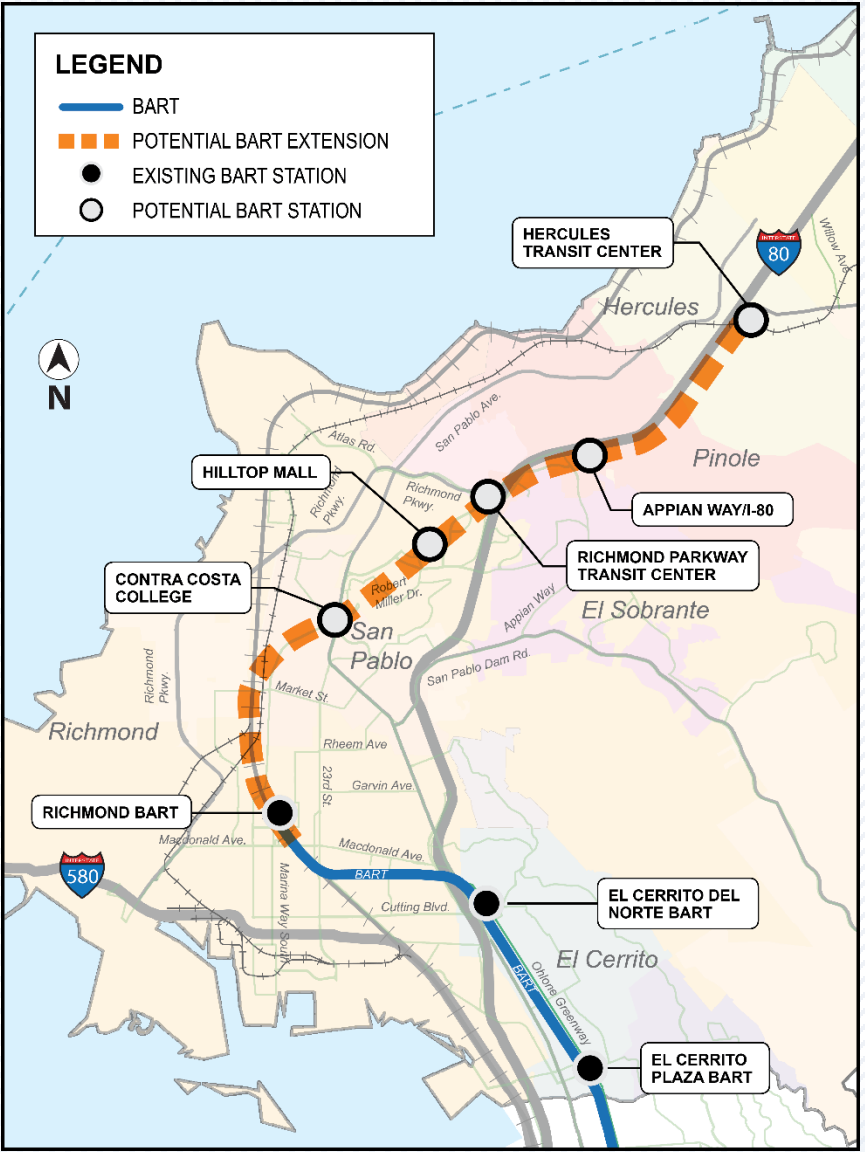 LEGEND
BART
POTENTIAL BART EXTENSION
EXISTING BART STATION
POTENTIAL BART STATION
HERCULES
TRANSIT CENTER
INTERSTATE
80
Willow Ave
Hercules
N
San Pablo Ave.
Atlas Rd.
Pinole
HILLTOP MALL
Richmond
Pkwy.
Richmond
Pkwy.
APPIAN WAY/I-80
RICHMOND PARKWAY
TRANSIT CENTER
CONTRA COSTA
COLLEGE
Robert
Miller Dr.
Appian Way
El Sobrante
San
Pablo
San Pablo Dam Rd.
Richmond
Pkwy.
Market St.
Richmond
Rheem Ave
23rd St.
Garvin Ave.
RICHMOND BART
Macdonald Ave.
Macdonald Ave.
INTERSTATE
580
BART
Marina Way South
Cutting Blvd.
EL CERRITO DEL
NORTE BART
El Cerrito
BART
Ohlone Greenway
EL CERRITO
PLAZA BART